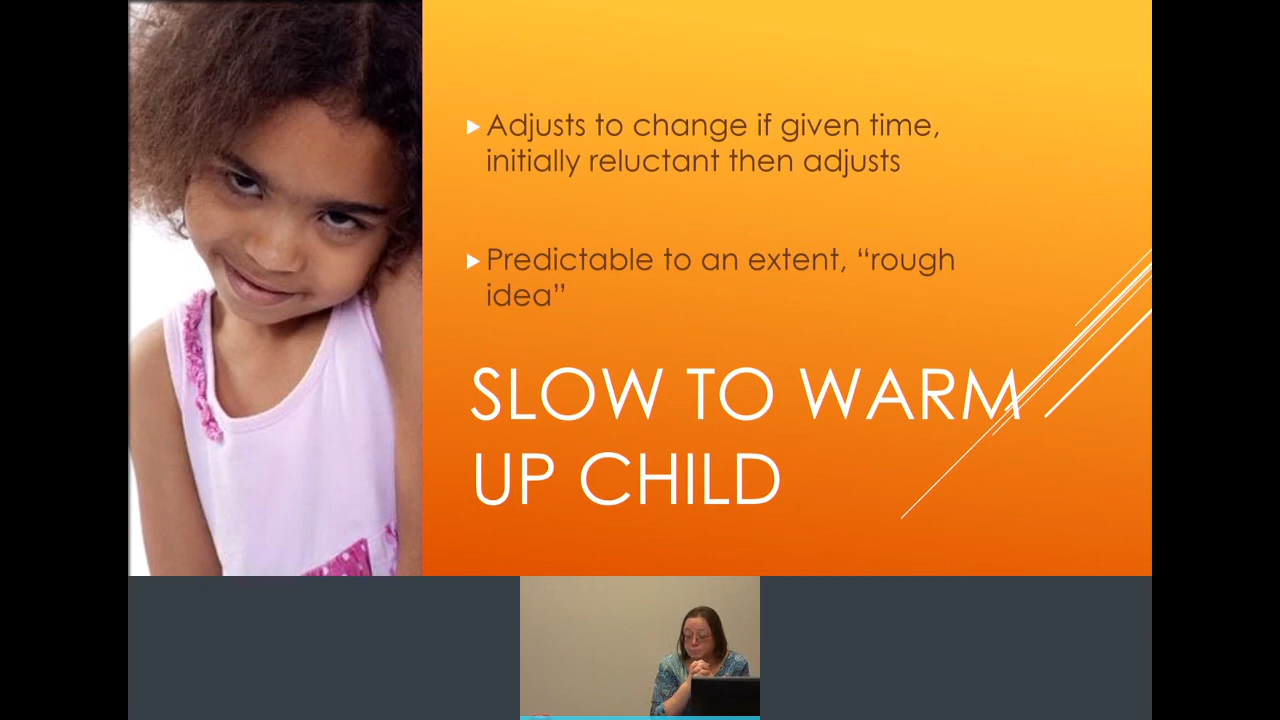 Adjusts to change if given time,
initially reluctant then adjusts
Predictable to an extent, “rough
idea”
SLOW TO WARM
UP CHILD